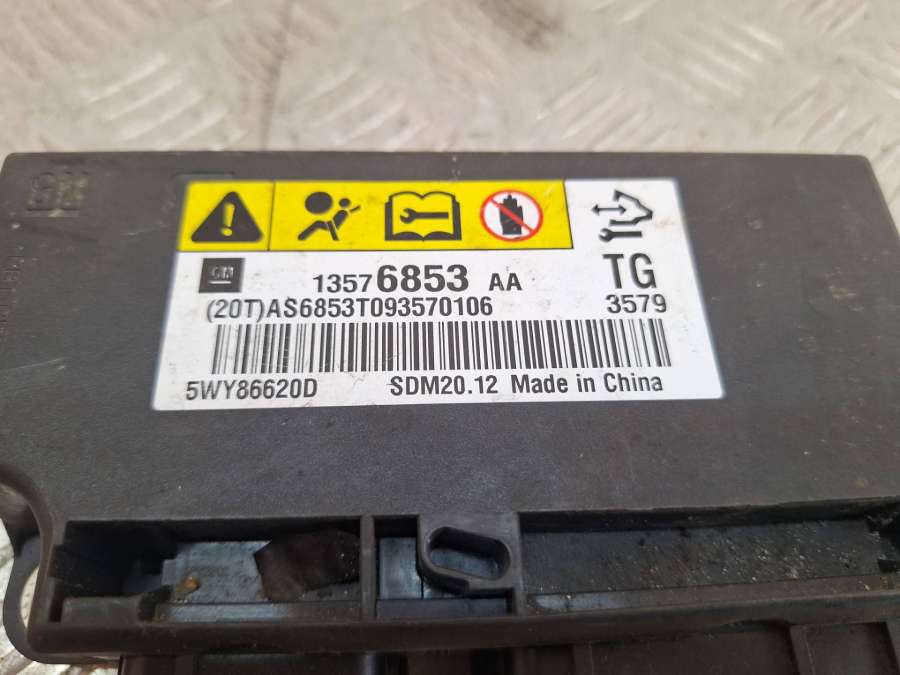 GM 13576853 AA TG
(20T)AS6853T093570106 3579
5WY86620D SDM20.12 Made in China